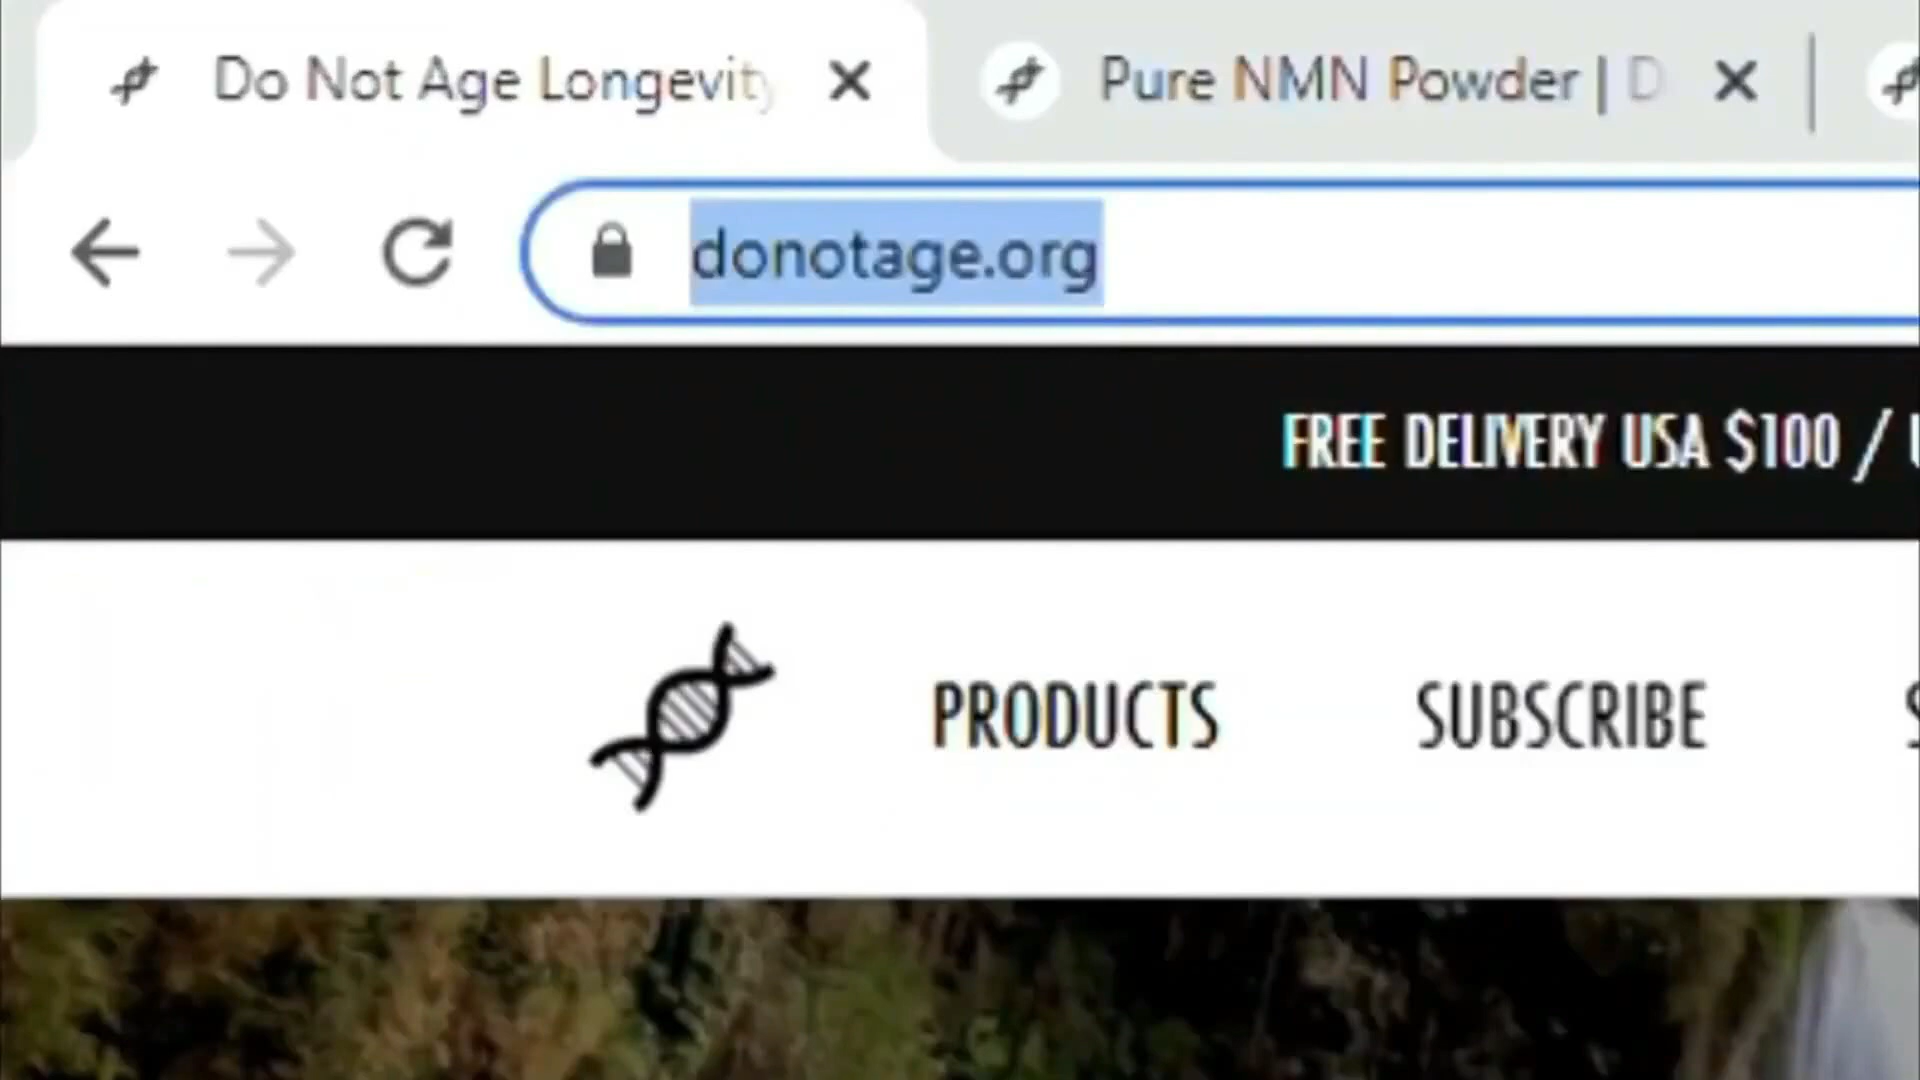 Do Not Age Longevity
Pure NMN Powder | D
donotage.org
FREE DELIVERY USA $100 /
PRODUCTS
SUBSCRIBE